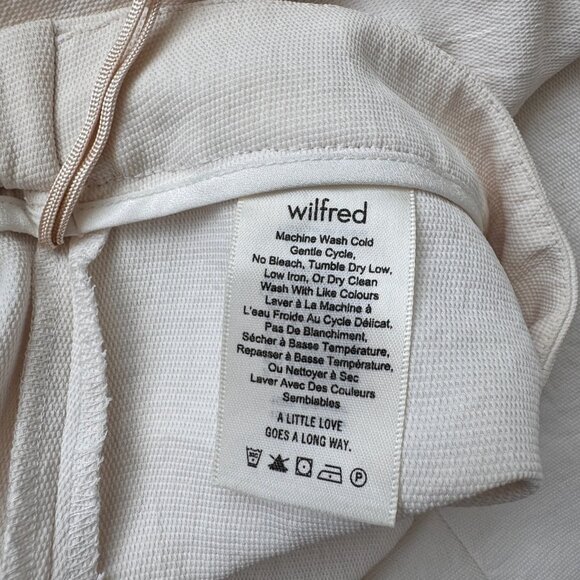 wilfred
Machine Wash Cold
Gentle Cycle,
No Bleach, Tumble Dry Low,
Low Iron, Or Dry Clean
Wash With Like Colours
Laver à La Machine à
L'eau Froide Au Cycle Délicat,
Pas De Blanchiment,
Sécher à Basse Température,
Repasser à Basse Température,
Ou Nettoyer à Sec
Laver Avec Des Couleurs
Semblables
A LITTLE LOVE
GOES A LONG WAY.
P